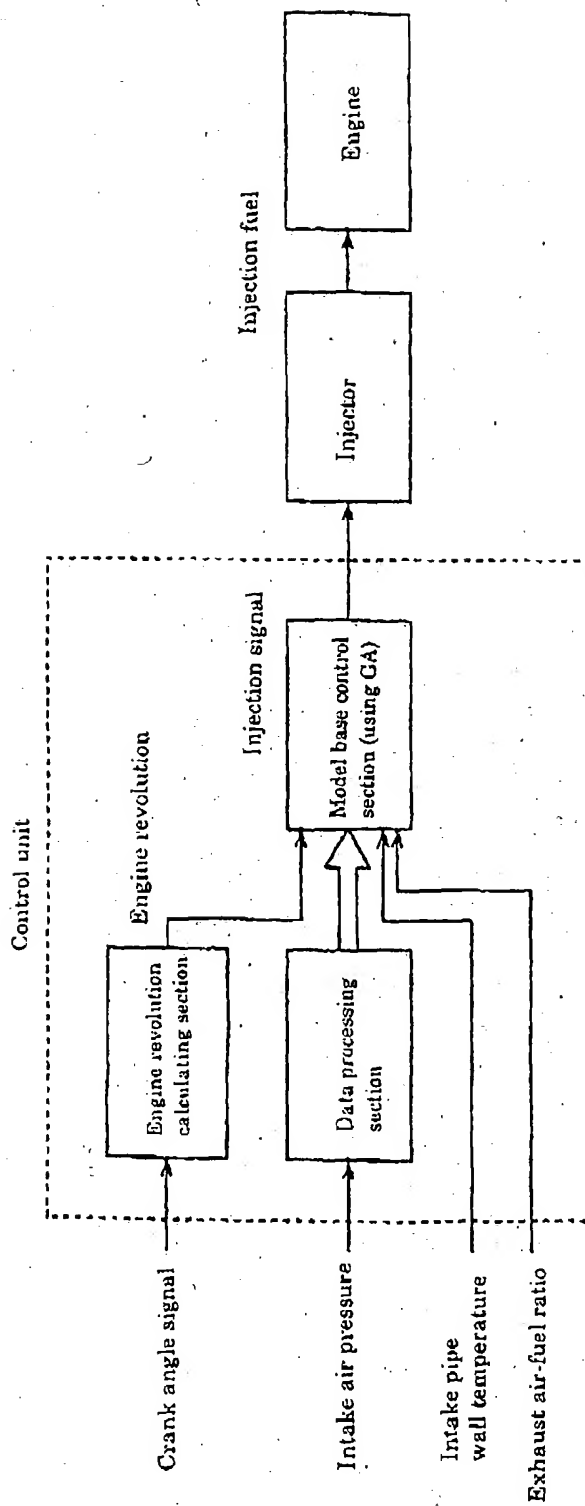 Control unit
Crank angle signal
Engine revolution
calculating section
Engine revolution
Intake air pressure
Data processing
section
Injection signal
Model base control
section (using GA)
Injector
Injection fuel
Engine
Intake pipe
wall temperature
Exhaust air-fuel ratio